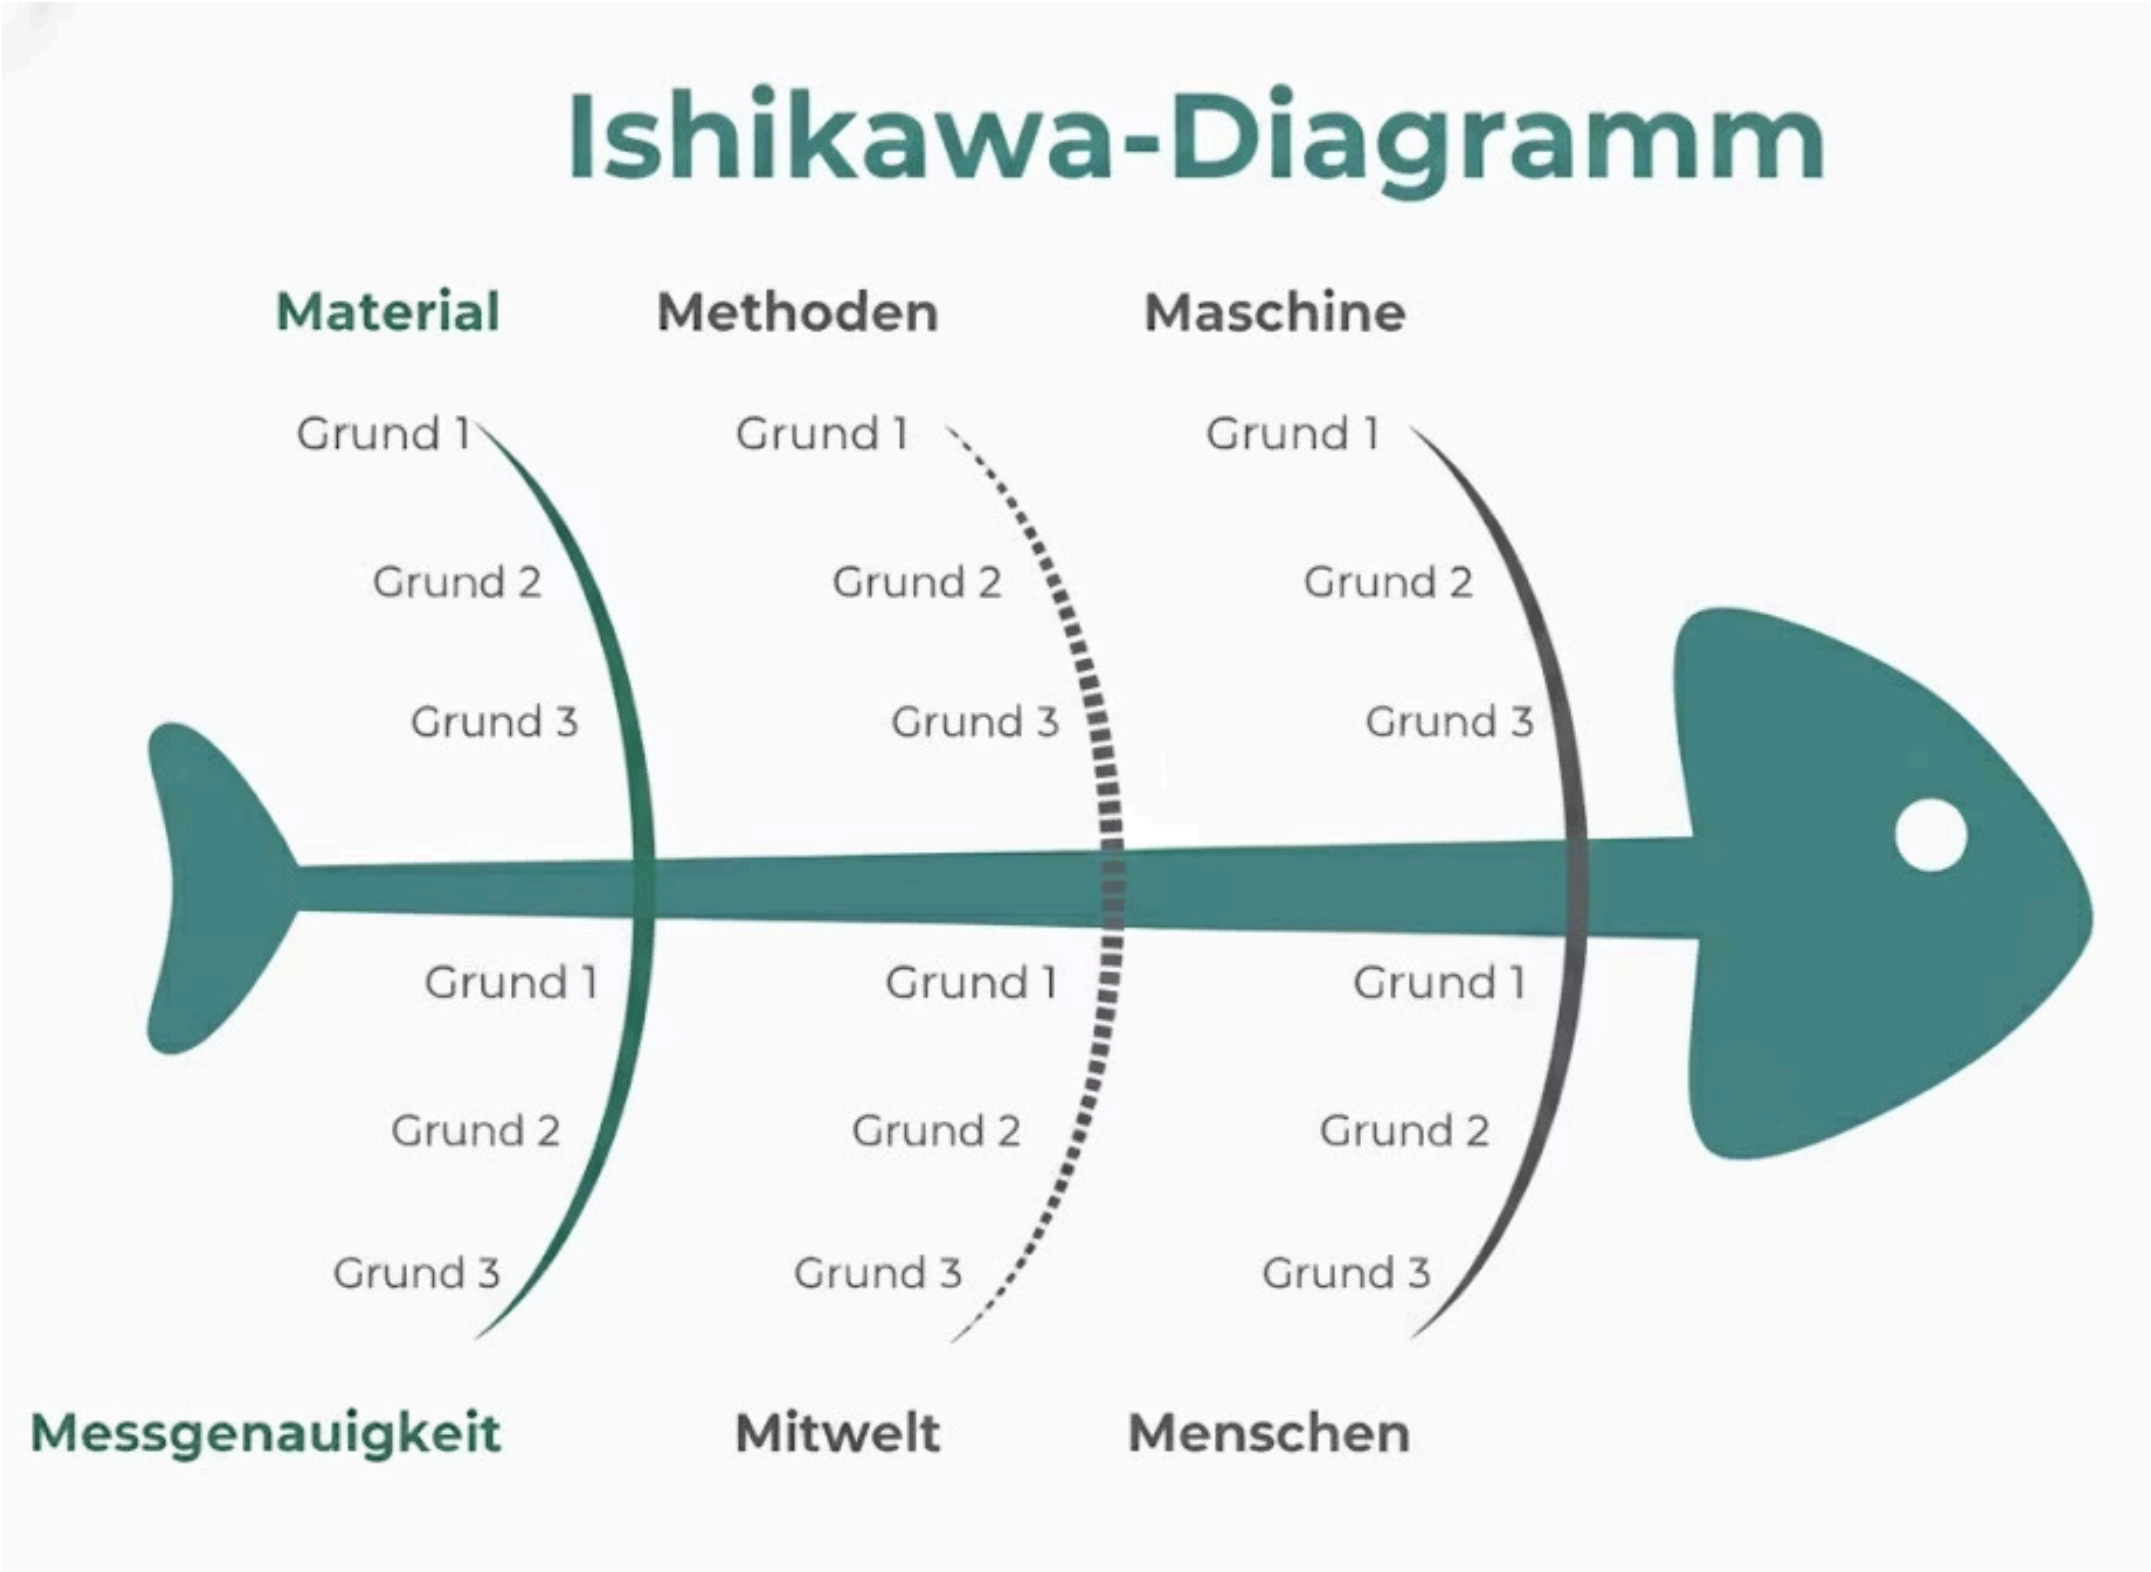 Ishikawa-Diagramm
Material Methoden Maschine
Grund 1 Grund 1 Grund 1
Grund 2 Grund 2 Grund 2
Grund 3 Grund 3 Grund 3
Grund 1 Grund 1 Grund 1
Grund 2 Grund 2 Grund 2
Grund 3 Grund 3 Grund 3
Messgenauigkeit Mitwelt Menschen